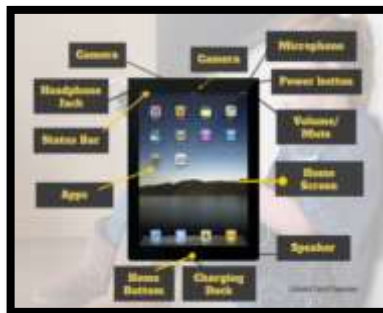 Camera
Camera
Microphone
Headphone
Jack
Power button
Status Bar
Volume/
Mute
Apps
Home
Screen
Speaker
Home
Button
Charging
Dock